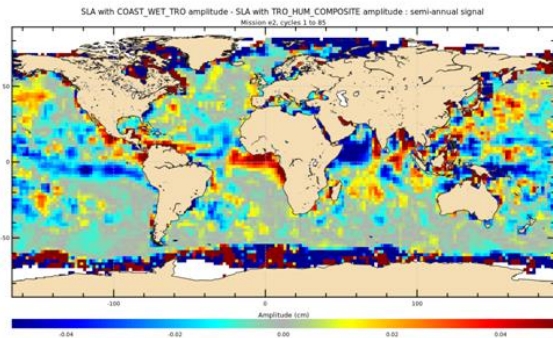 SLA with COAST_WET_TRO amplitude - SLA with TRO_HUM_COMPOSITE amplitude : semi-annual signal
Mission e2, cycles 1 to 85
50
0
-50
-100 0 100
Amplitude (cm)
-0.04 -0.02 0.00 0.02 0.04